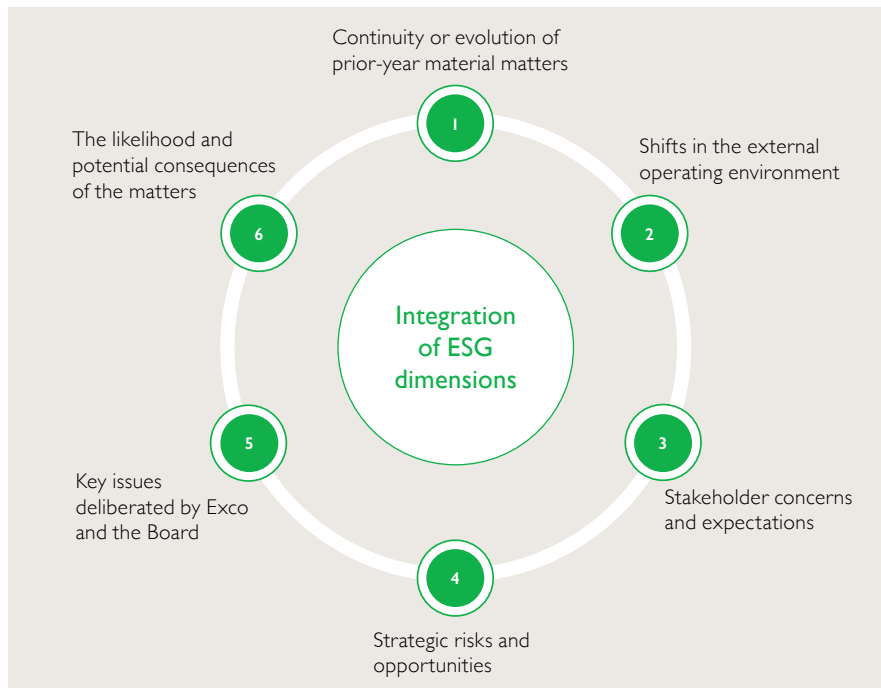 Continuity or evolution of
prior-year material matters
1
Shifts in the external
operating environment
2
Stakeholder concerns
and expectations
3
Strategic risks and
opportunities
4
Key issues
deliberated by Exco
and the Board
5
The likelihood and
potential consequences
of the matters
6
Integration
of ESG
dimensions